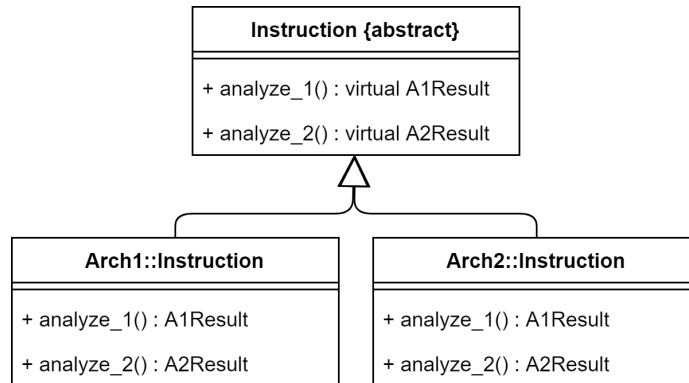 Instruction {abstract}
+ analyze_1() : virtual A1Result
+ analyze_2() : virtual A2Result
Arch1::Instruction
+ analyze_1() : A1Result
+ analyze_2() : A2Result
Arch2::Instruction
+ analyze_1() : A1Result
+ analyze_2() : A2Result